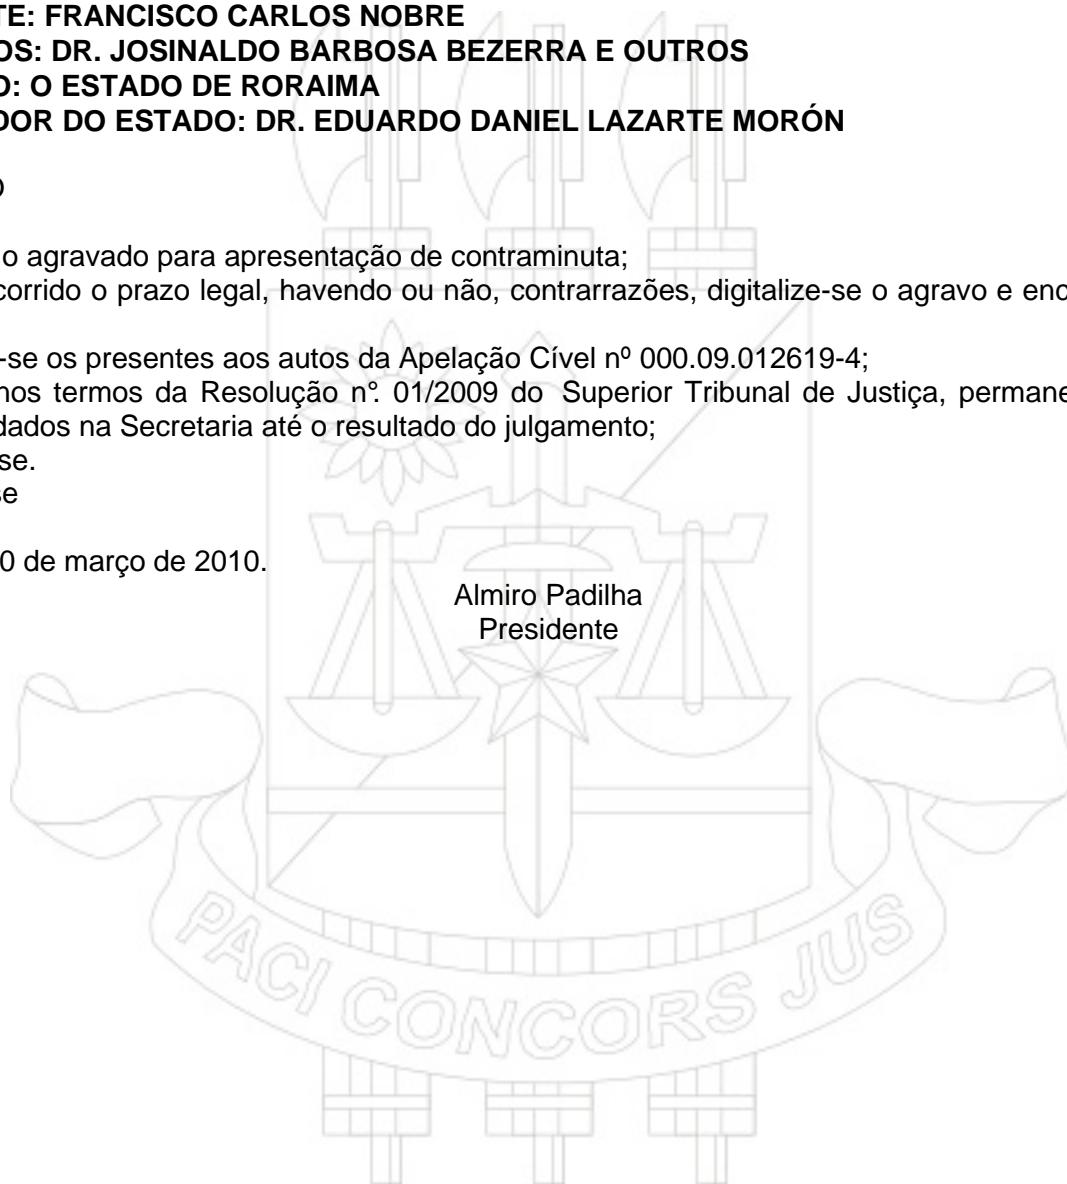 TE: FRANCISCO CARLOS NOBRE
OS: DR. JOSINALDO BARBOSA BEZERRA E OUTROS
O: O ESTADO DE RORAIMA
DOR DO ESTADO: DR. EDUARDO DANIEL LAZARTE MORÓN
O
o agravado para apresentação de contraminuta;
corrido o prazo legal, havendo ou não, contrarrazões, digitalize-se o agravo e enc
-se os presentes aos autos da Apelação Cível nº 000.09.012619-4;
nos termos da Resolução n°. 01/2009 do Superior Tribunal de Justiça, permane
dados na Secretaria até o resultado do julgamento;
se.
se
0 de março de 2010.
Almiro Padilha
Presidente
PACI CONCORS JUS